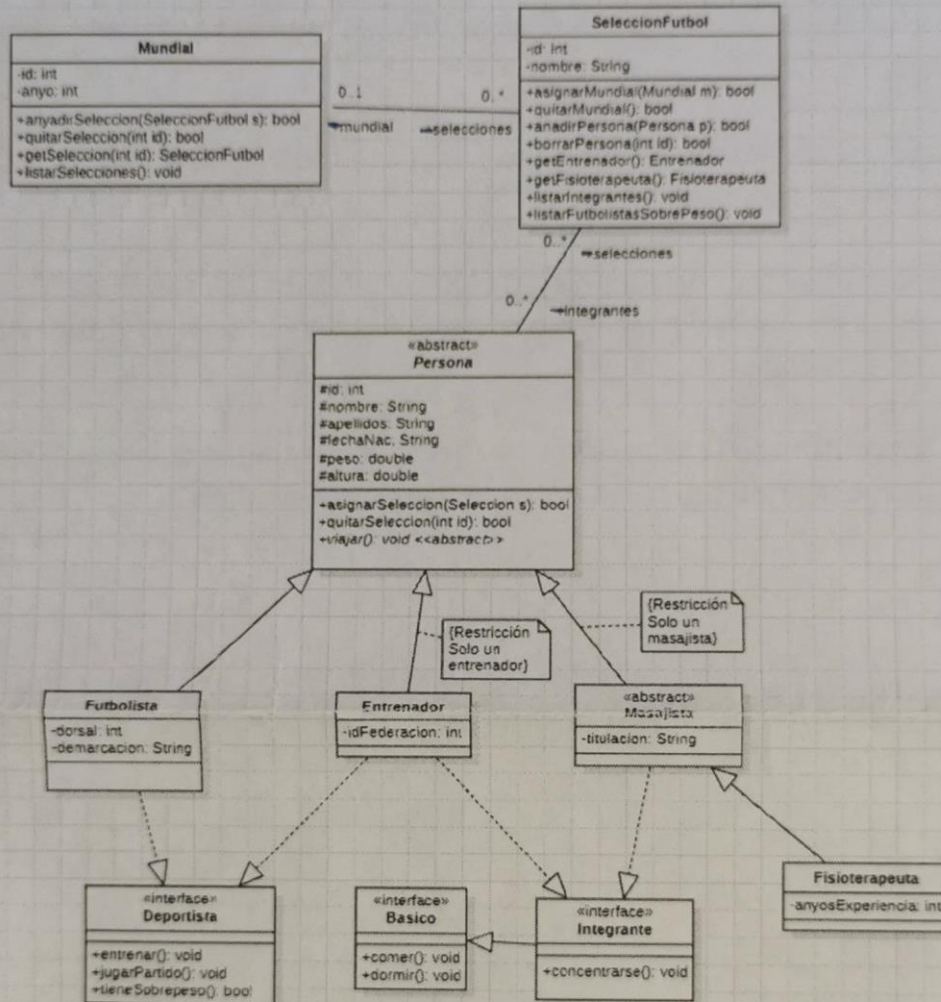 Mundial
-id: int
-anyo: int
+anyadirSeleccion(SeleccionFutbol s): bool
+quitarSeleccion(int id): bool
+getSeleccion(int id): SeleccionFutbol
+listarSelecciones(): void
0..1
0..*
mundial
selecciones
SeleccionFutbol
-id: int
-nombre: String
+asignarMundial(Mundial m): bool
+quitarMundial(): bool
+anadirPersona(Persona p): bool
+borrarPersona(int id): bool
+getEntrenador(): Entrenador
+getFisioterapeuta(): Fisioterapeuta
+listarIntegrantes(): void
+listarFutbolistasSobrePeso(): void
0..*
selecciones
0..*
integrantes
«abstract»
Persona
#id: int
#nombre: String
#apellidos: String
#fechaNac: String
#peso: double
#altura: double
+asignarSeleccion(Seleccion s): bool
+quitarSeleccion(int id): bool
+viajar(): void <<abstract>>
{Restricción
Solo un
entrenador}
{Restricción
Solo un
masajista}
Futbolista
-dorsal: int
-demarcacion: String
Entrenador
-idFederacion: int
«abstract»
Masajista
-titulacion: String
Fisioterapeuta
-anyosExperiencia: int
«interface»
Deportista
+entrenar(): void
+jugarPartido(): void
+tieneSobrepeso(): bool
«interface»
Basico
+comer(): void
+dormir(): void
«interface»
Integrante
+concentrarse(): void